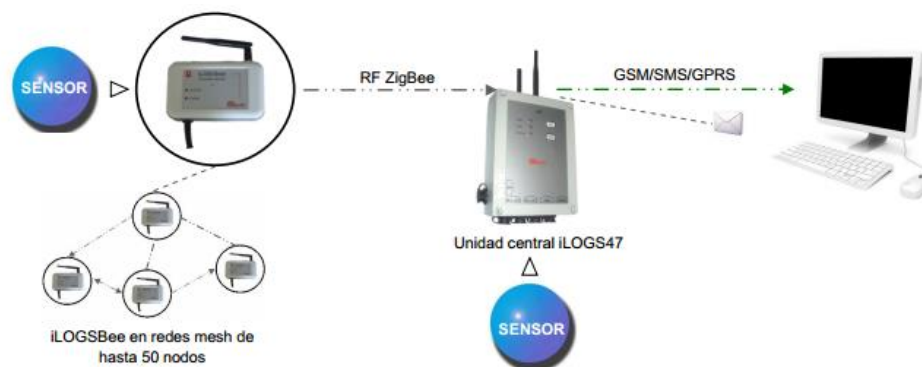 SENSOR
RF ZigBee
GSM/SMS/GPRS
Unidad central iLOGS47
SENSOR
iLOGSBee en redes mesh de
hasta 50 nodos